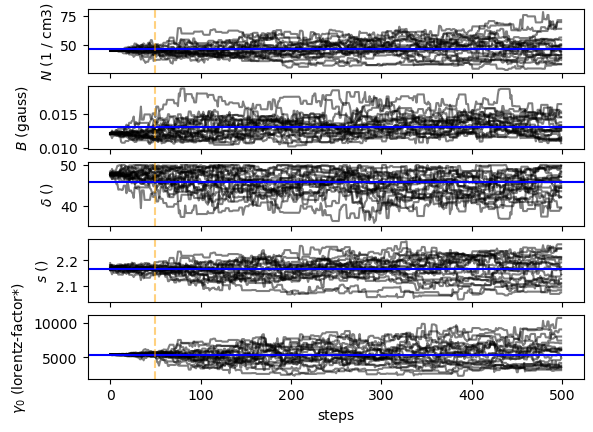 75
50
N (1 / cm3)
0.015
0.010
B (gauss)
50
40
δ ()
2.2
2.1
s ()
10000
5000
γ₀ (lorentz-factor*)
0 100 200 300 400 500
steps